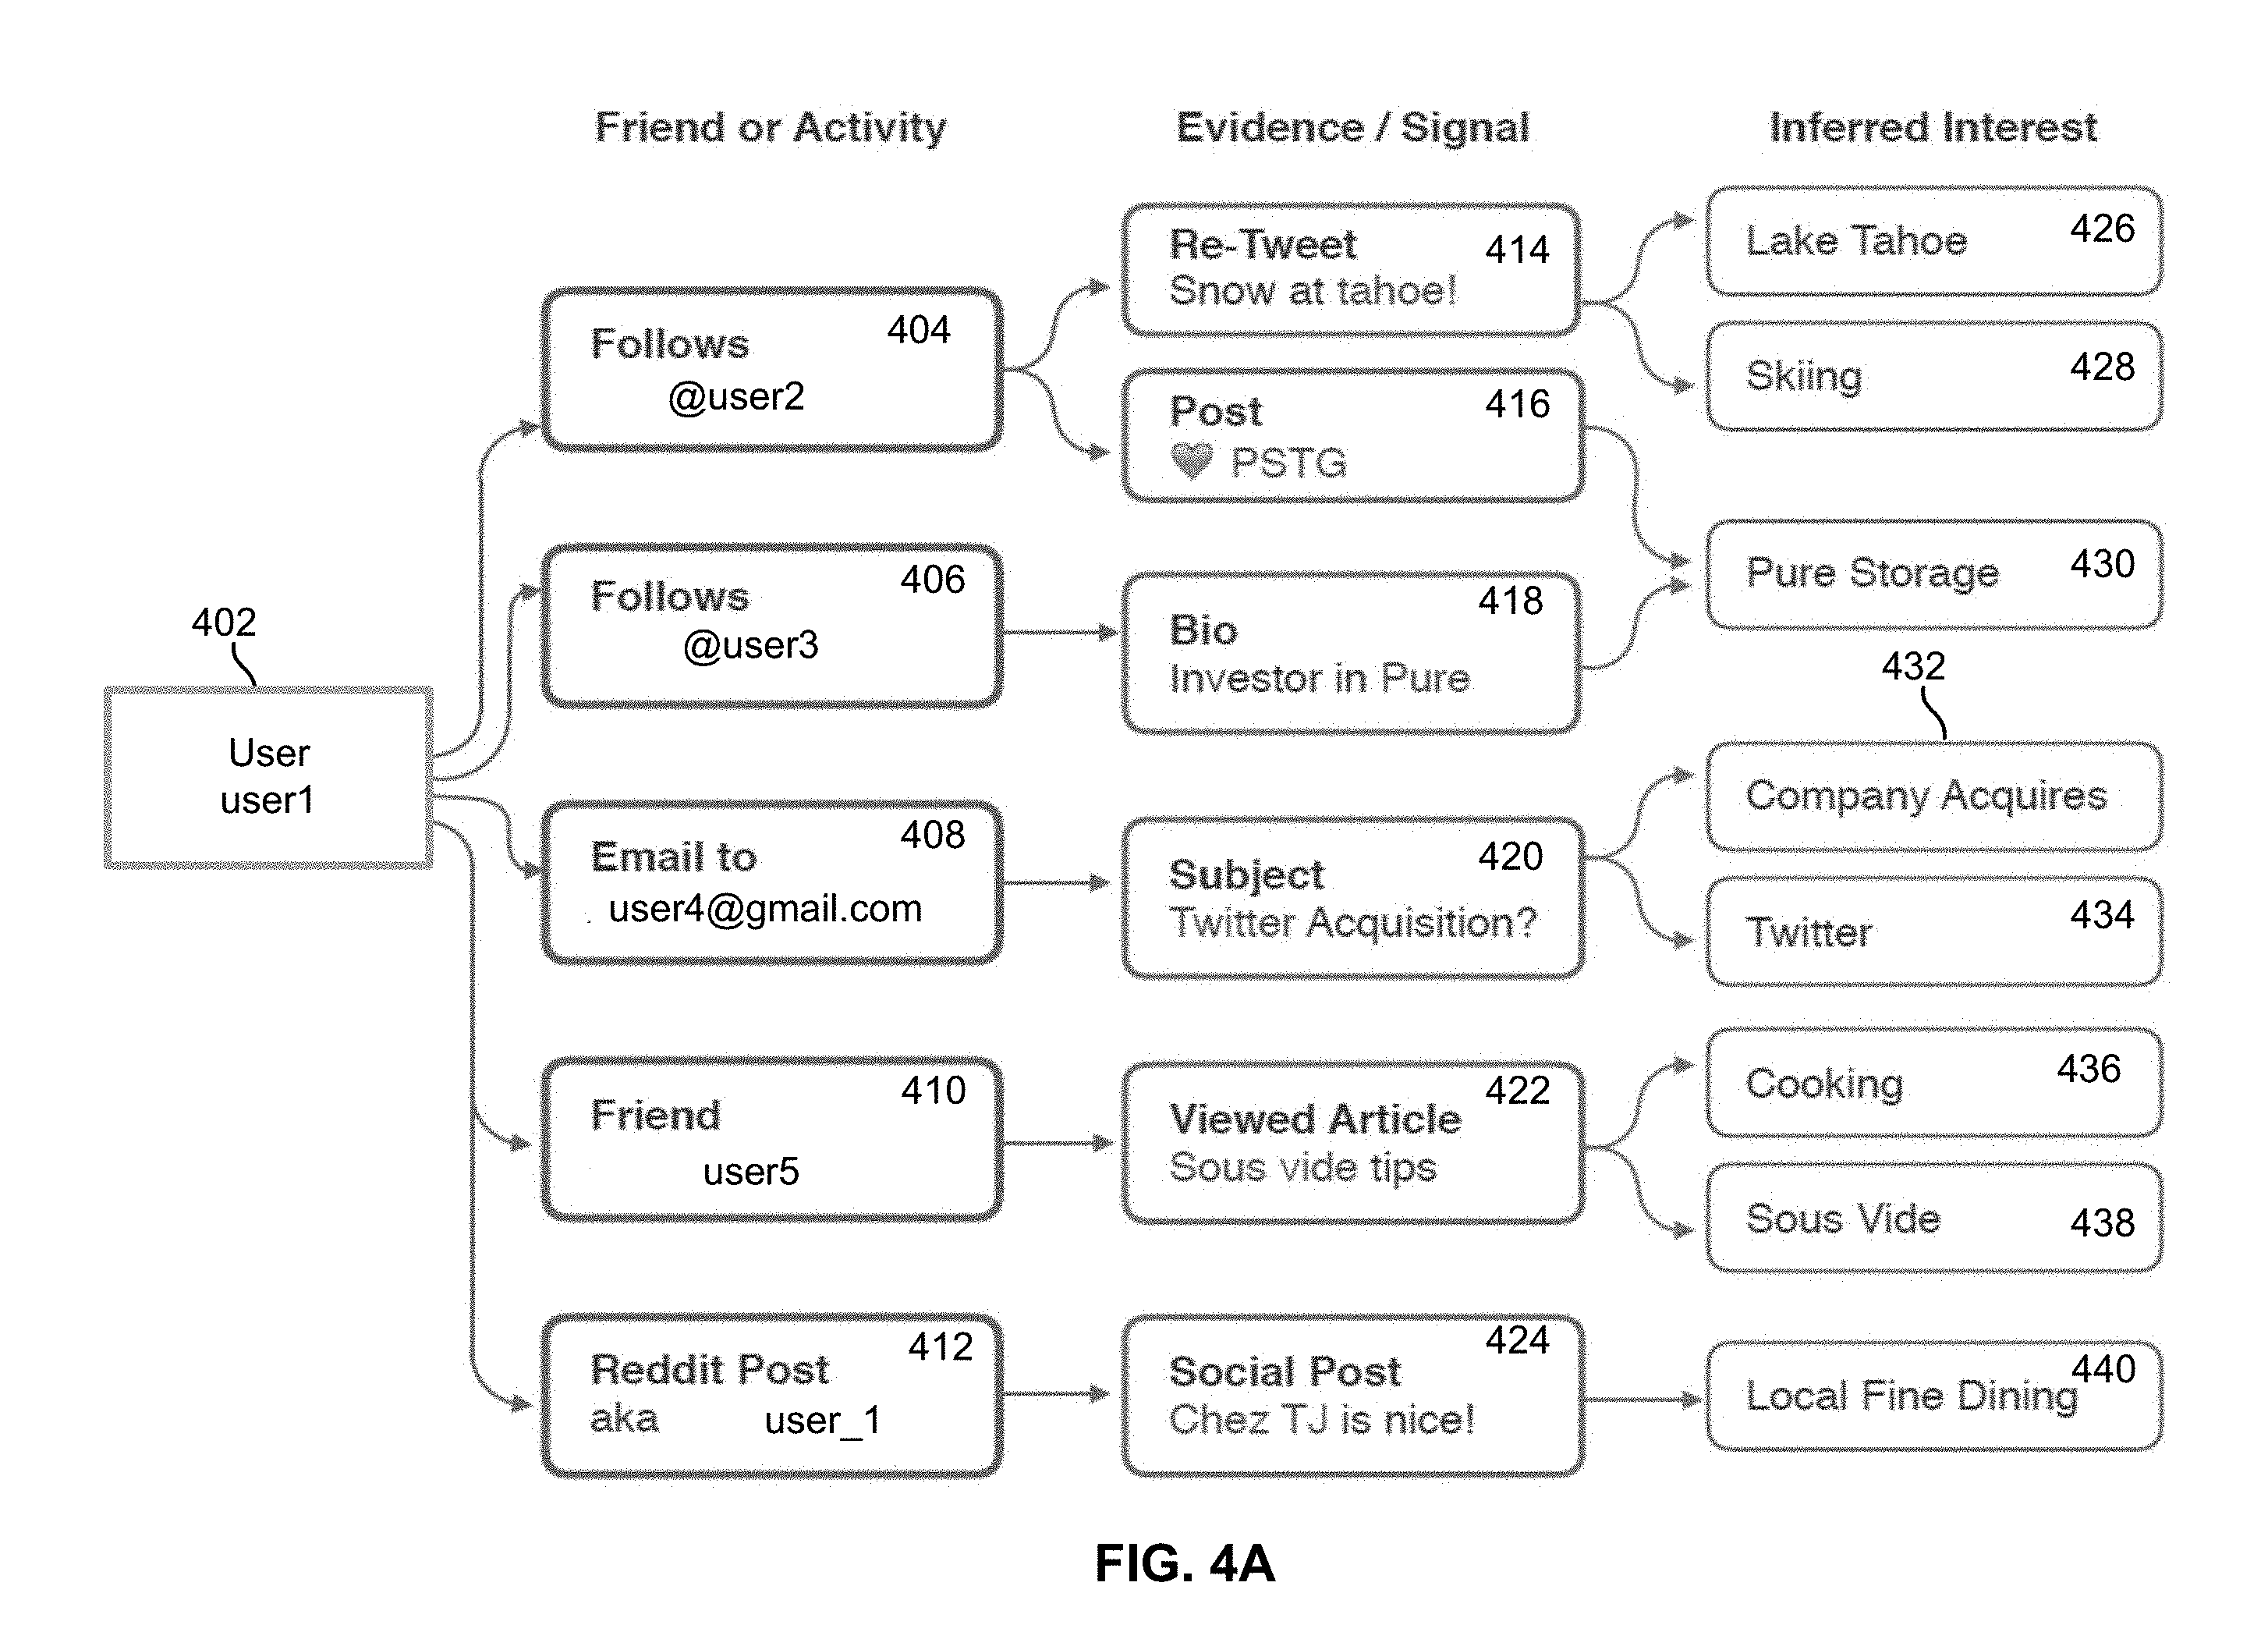 Friend or Activity
Evidence / Signal
Inferred Interest
402
User
user1
Follows 404
@user2
Follows 406
@user3
Email to 408
user4@gmail.com
Friend 410
user5
Reddit Post 412
aka user_1
Re-Tweet 414
Snow at tahoe!
Post 416
♥ PSTG
Bio 418
Investor in Pure
Subject 420
Twitter Acquisition?
Viewed Article 422
Sous vide tips
Social Post 424
Chez TJ is nice!
Lake Tahoe 426
Skiing 428
Pure Storage 430
432
Company Acquires
Twitter 434
Cooking 436
Sous Vide 438
Local Fine Dining 440
FIG. 4A